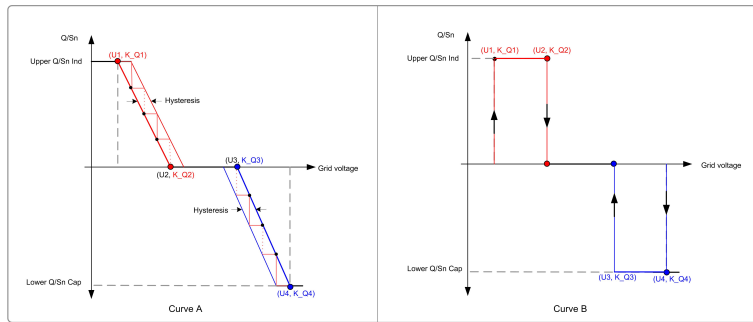 Q/Sn
(U1, K_Q1)
Upper Q/Sn Ind
Hysteresis
(U3, K_Q3)
Grid voltage
(U2, K_Q2)
Hysteresis
Lower Q/Sn Cap
(U4, K_Q4)
Curve A
Q/Sn
(U1, K_Q1)
(U2, K_Q2)
Upper Q/Sn Ind
Grid voltage
Lower Q/Sn Cap
(U3, K_Q3)
(U4, K_Q4)
Curve B